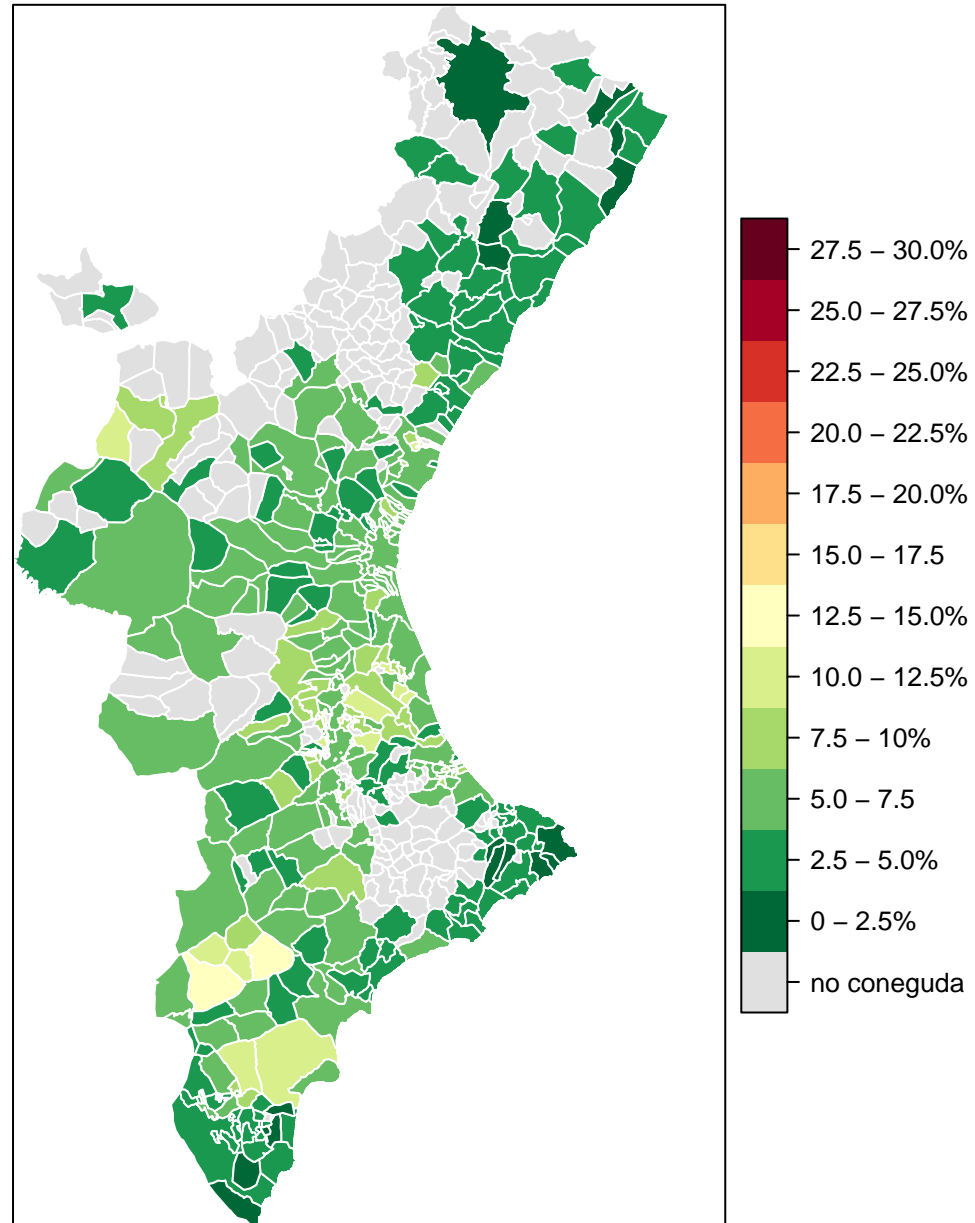 27.5 – 30.0%
25.0 – 27.5%
22.5 – 25.0%
20.0 – 22.5%
17.5 – 20.0%
15.0 – 17.5
12.5 – 15.0%
10.0 – 12.5%
7.5 – 10%
5.0 – 7.5
2.5 – 5.0%
0 – 2.5%
no coneguda